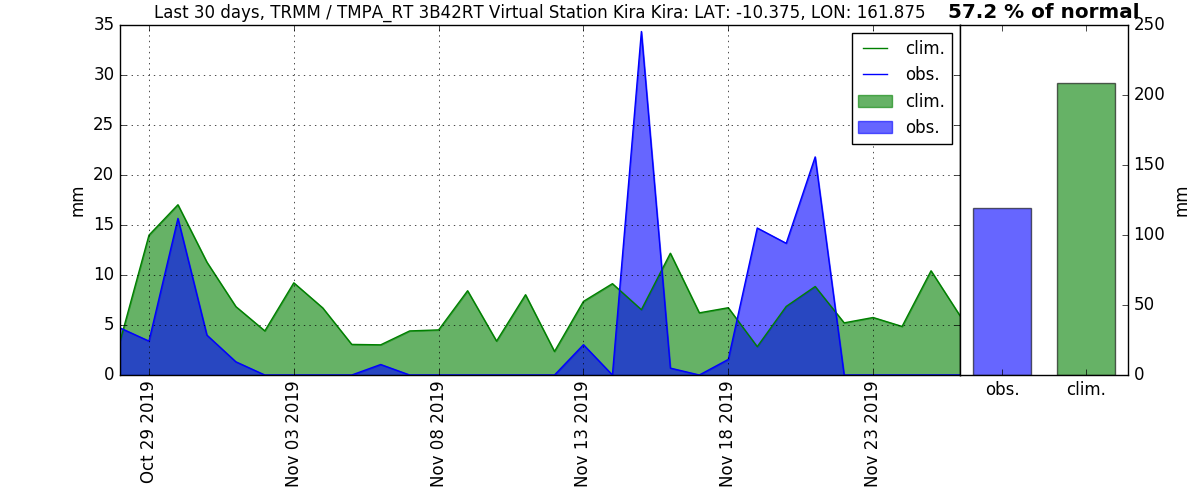 Last 30 days, TRMM / TMPA_RT 3B42RT Virtual Station Kira Kira: LAT: -10.375, LON: 161.875
57.2 % of normal
35
30
25
20
15
10
5
0
mm
clim.
obs.
clim.
obs.
Oct 29 2019
Nov 03 2019
Nov 08 2019
Nov 13 2019
Nov 18 2019
Nov 23 2019
250
200
150
100
50
0
mm
obs.
clim.